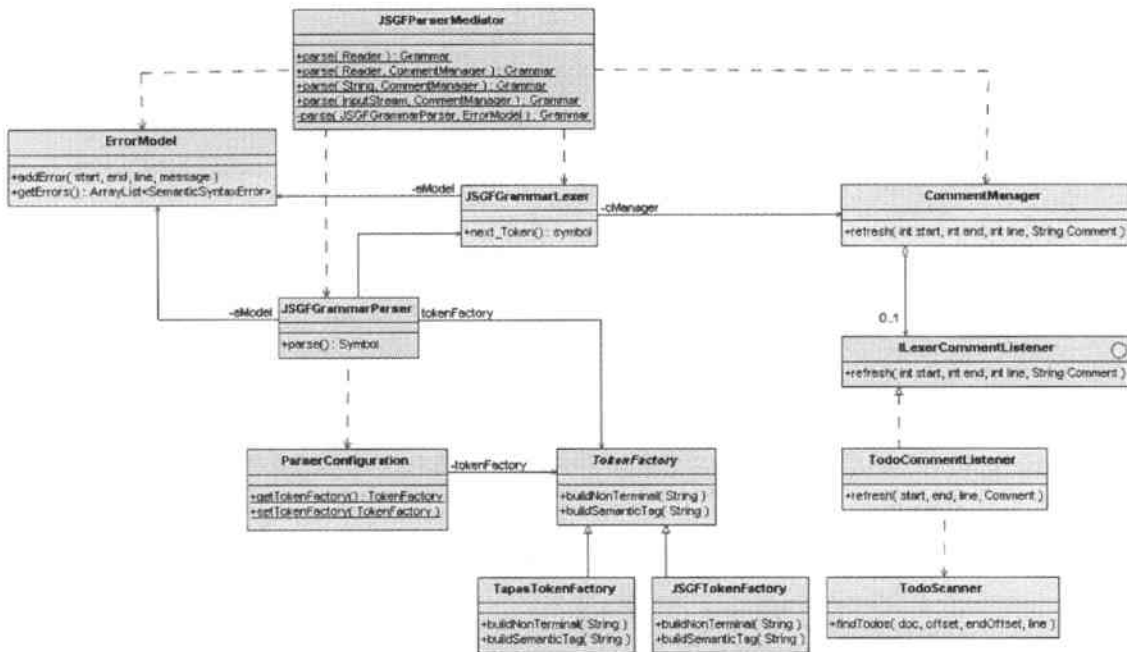 JSGFParserMediator
+parse( Reader ) : Grammar
+parse( Reader, CommentManager ) : Grammar
+parse( String, CommentManager ) : Grammar
+parse( InputStream, CommentManager ) : Grammar
-parse( JSGFGrammarParser, ErrorModel ) : Grammar
ErrorModel
+addError( start, end, line, message )
+getErrors() : ArrayList<SemanticSyntaxError>
-eModel
JSGFGrammarLexer
+next_Token() : symbol
-cManager
CommentManager
+refresh( int start, int end, int line, String Comment )
-eModel
JSGFGrammarParser
+parse() : Symbol
tokenFactory
0..1
ILexerCommentListener
+refresh( int start, int end, int line, String Comment )
ParserConfiguration
+getTokenFactory() : TokenFactory
+setTokenFactory( TokenFactory )
-tokenFactory
TokenFactory
+buildNonTerminal( String )
+buildSemanticTag( String )
TodoCommentListener
+refresh( start, end, line, Comment )
TapasTokenFactory
+buildNonTerminal( String )
+buildSemanticTag( String )
JSGFTokenFactory
+buildNonTerminal( String )
+buildSemanticTag( String )
TodoScanner
+findTodos( doc, offset, endOffset, line )